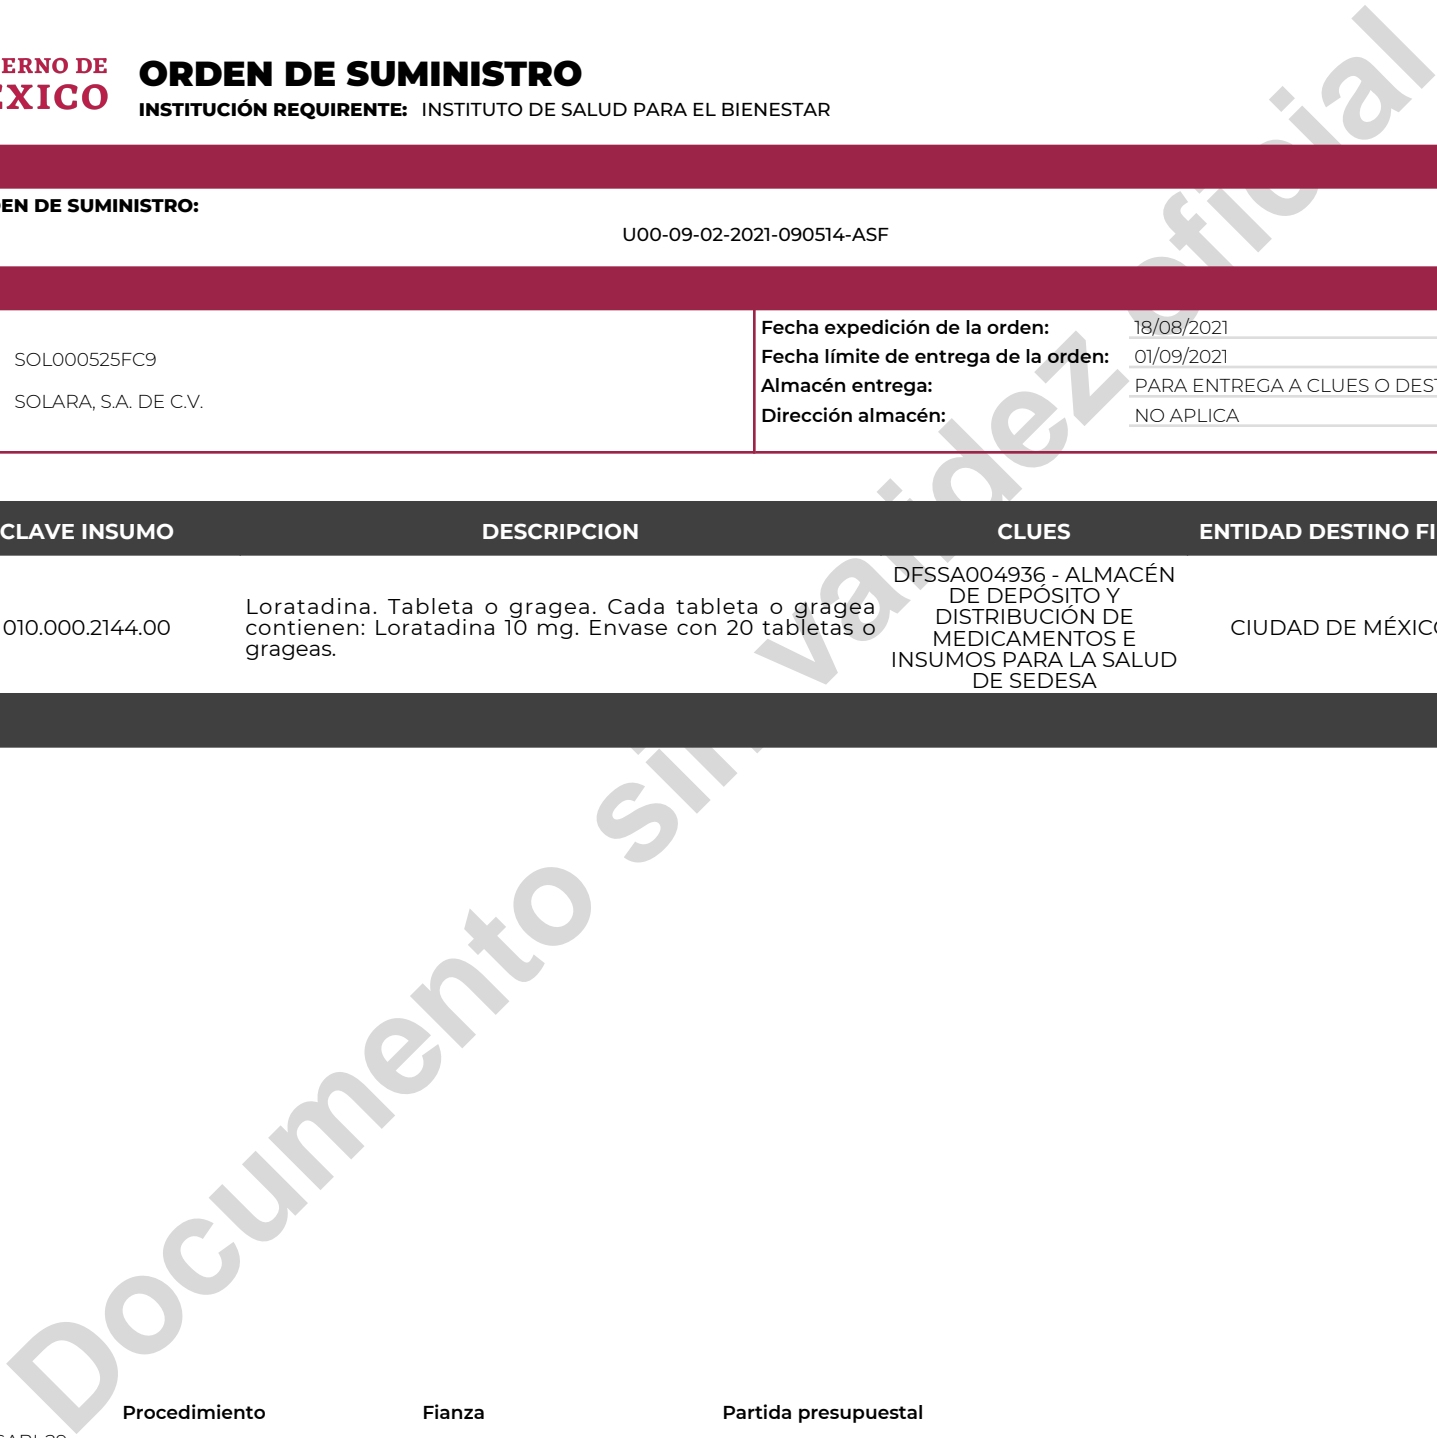 ERNO DE
ÉXICO
ORDEN DE SUMINISTRO
INSTITUCIÓN REQUIRENTE: INSTITUTO DE SALUD PARA EL BIENESTAR
EN DE SUMINISTRO:
U00-09-02-2021-090514-ASF
SOL000525FC9
SOLARA, S.A. DE C.V.
Fecha expedición de la orden: 18/08/2021
Fecha límite de entrega de la orden: 01/09/2021
Almacén entrega: PARA ENTREGA A CLUES O DEST
Dirección almacén: NO APLICA
CLAVE INSUMO DESCRIPCION CLUES ENTIDAD DESTINO FI
010.000.2144.00
Loratadina. Tableta o gragea. Cada tableta o gragea
contienen: Loratadina 10 mg. Envase con 20 tabletas o
grageas.
DFSSA004936 - ALMACÉN
DE DEPÓSITO Y
DISTRIBUCIÓN DE
MEDICAMENTOS E
INSUMOS PARA LA SALUD
DE SEDESA
CIUDAD DE MÉXICO
Documento sin validez oficial
Procedimiento Fianza Partida presupuestal